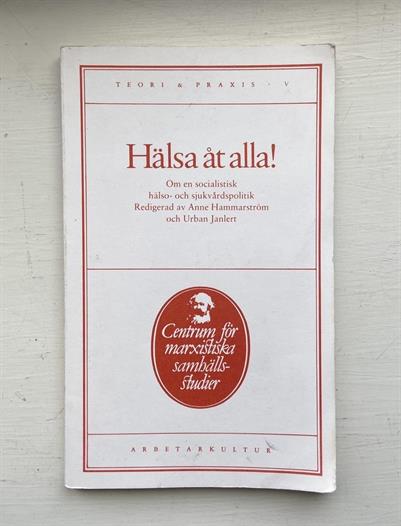 TEORI & PRAXIS · V
Hälsa åt alla!
Om en socialistisk
hälso- och sjukvårdspolitik
Redigerad av Anne Hammarström
och Urban Janlert
Centrum för
marxistiska
samhälls-
studier
ARBETARKULTUR